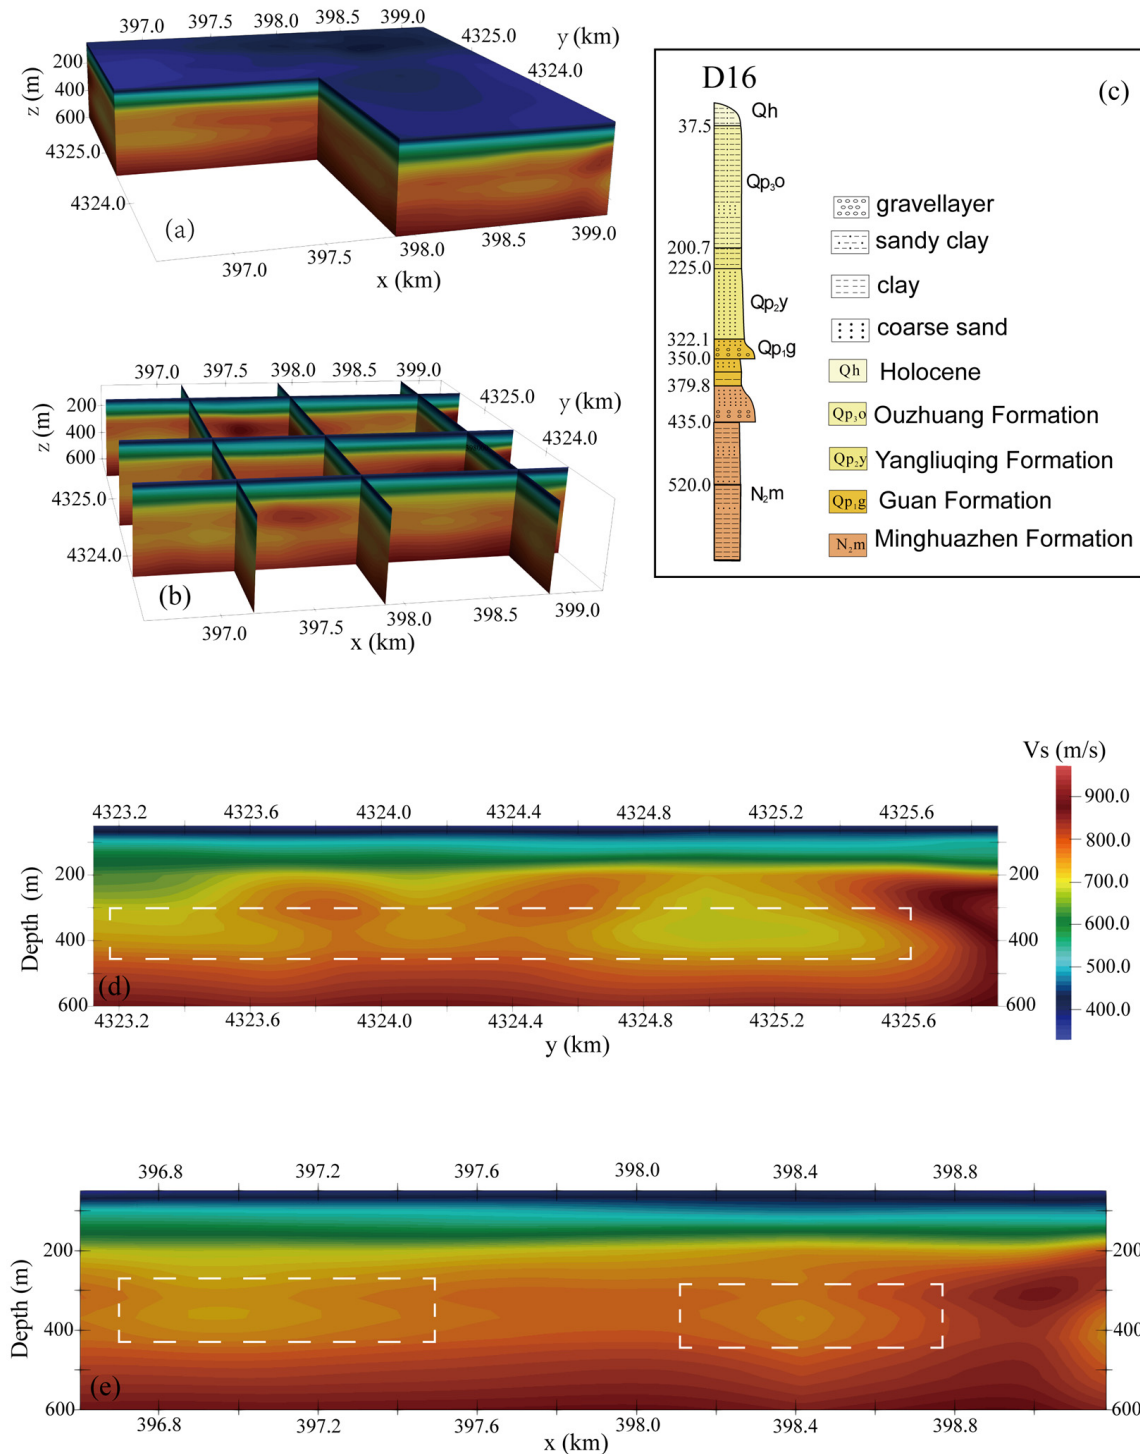 397.0 397.5 398.0 398.5 399.0
4325.0 y (km)
4324.0
z (m)
200
400
600
4325.0
4324.0
(a)
397.0 397.5 398.0 398.5 399.0
x (km)
397.0 397.5 398.0 398.5 399.0
4325.0 y (km)
4324.0
z (m)
200
400
600
4325.0
4324.0
(b)
397.0 397.5 398.0 398.5 399.0
x (km)
D16
(c)
Qh
37.5
Qp₃o
200.7
225.0
Qp₂y
322.1
Qp₁g
350.0
379.8
435.0
N₂m
520.0
gravellayer
sandy clay
clay
coarse sand
Qh Holocene
Qp₃o Ouzhuang Formation
Qp₂y Yangliuqing Formation
Qp₁g Guan Formation
N₂m Minghuazhen Formation
Vs (m/s)
900.0
800.0
700.0
600.0
500.0
400.0
4323.2 4323.6 4324.0 4324.4 4324.8 4325.2 4325.6
Depth (m)
200 200
400 400
600 600
(d)
4323.2 4323.6 4324.0 4324.4 4324.8 4325.2 4325.6
y (km)
396.8 397.2 397.6 398.0 398.4 398.8
Depth (m)
200 200
400 400
600 600
(e)
396.8 397.2 397.6 398.0 398.4 398.8
x (km)